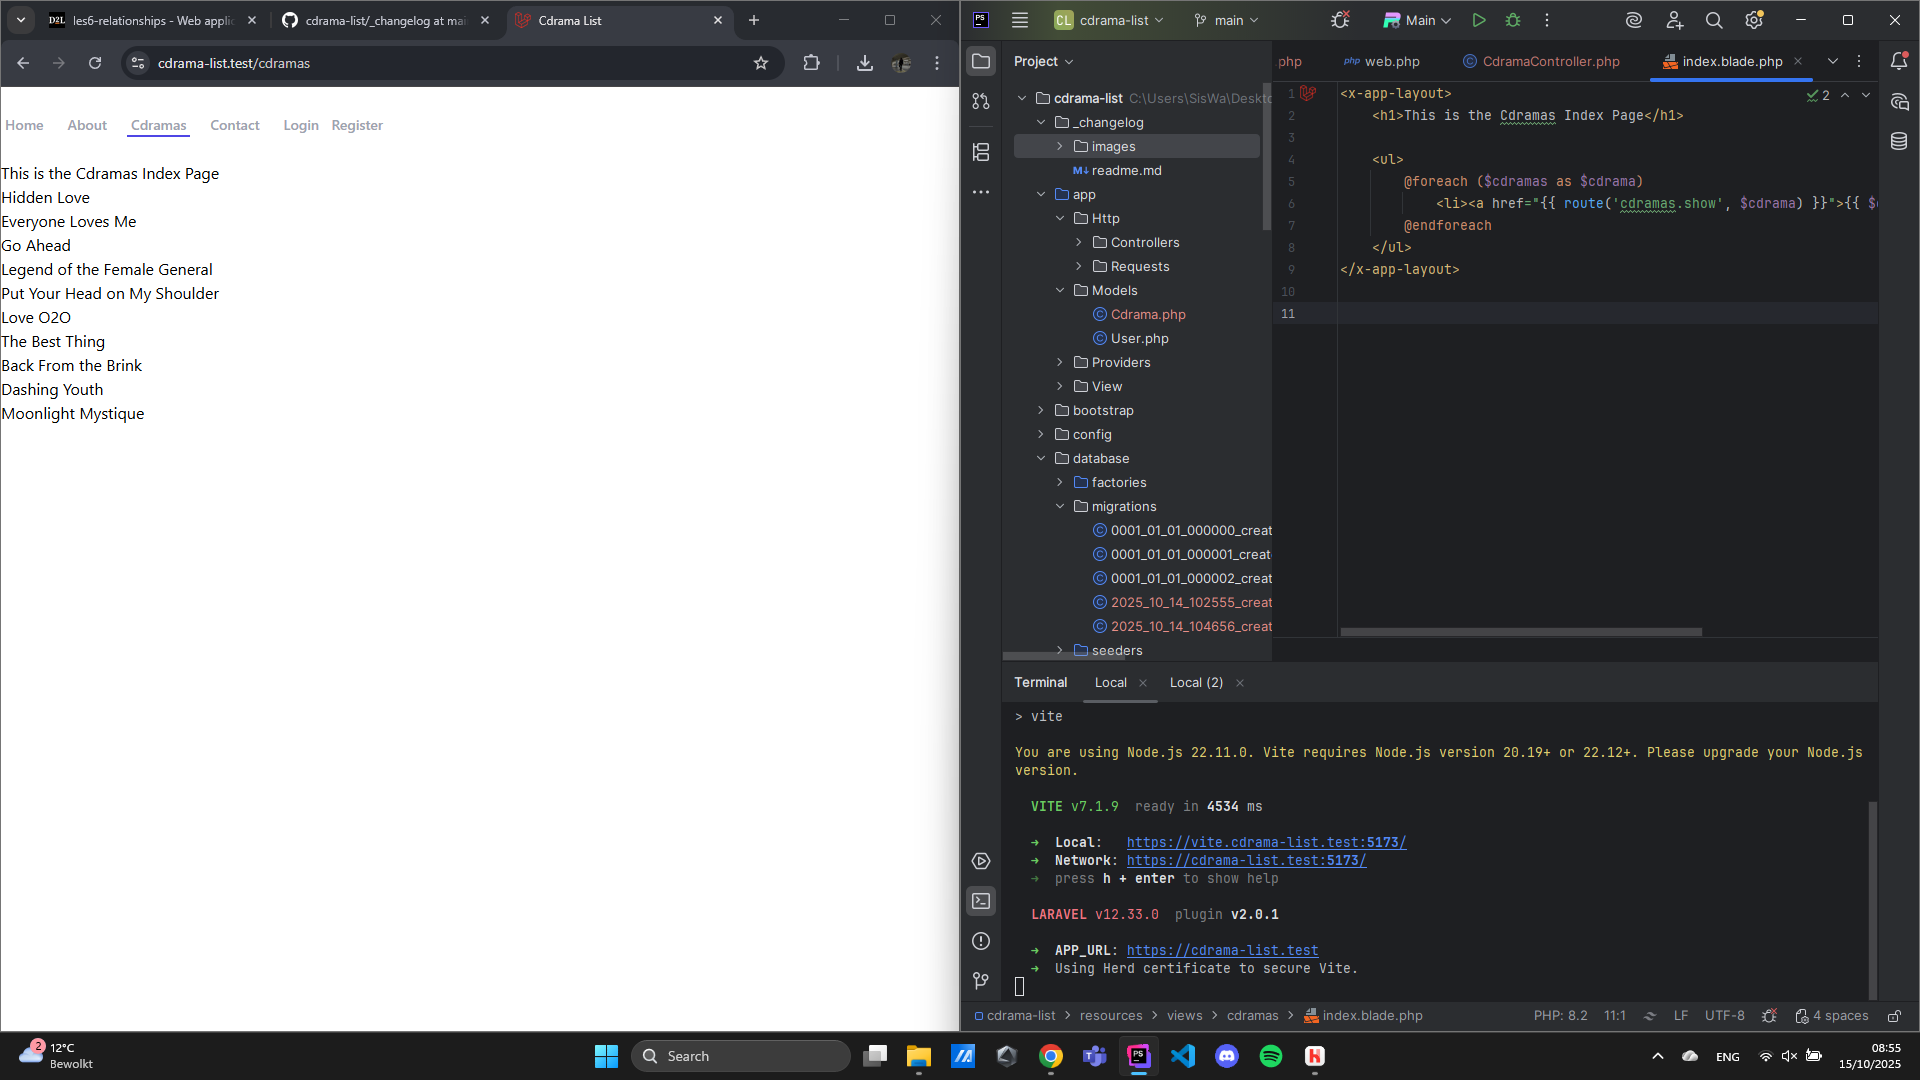 les6-relationships - Web applic
cdrama-list/_changelog at mai
Cdrama List
cdrama-list.test/cdramas
Home
About
Cdramas
Contact
Login
Register
This is the Cdramas Index Page
Hidden Love
Everyone Loves Me
Go Ahead
Legend of the Female General
Put Your Head on My Shoulder
Love O2O
The Best Thing
Back From the Brink
Dashing Youth
Moonlight Mystique
PS
CL cdrama-list
main
Main
Project
cdrama-list C:\Users\SisWa\Deskto
_changelog
images
M↓ readme.md
app
Http
Controllers
Requests
Models
Cdrama.php
User.php
Providers
View
bootstrap
config
database
factories
migrations
0001_01_01_000000_creat
0001_01_01_000001_creat
0001_01_01_000002_creat
2025_10_14_102555_creat
2025_10_14_104656_creat
seeders
.php
php web.php
CdramaController.php
index.blade.php
2
1 <x-app-layout>
2 <h1>This is the Cdramas Index Page</h1>
3
4 <ul>
5 @foreach ($cdramas as $cdrama)
6 <li><a href="{{ route('cdramas.show', $cdrama) }}">{{ $
7 @endforeach
8 </ul>
9 </x-app-layout>
10
11
Terminal
Local
Local (2)
> vite
You are using Node.js 22.11.0. Vite requires Node.js version 20.19+ or 22.12+. Please upgrade your Node.js
version.
VITE v7.1.9 ready in 4534 ms
➜ Local: https://vite.cdrama-list.test:5173/
➜ Network: https://cdrama-list.test:5173/
➜ press h + enter to show help
LARAVEL v12.33.0 plugin v2.0.1
➜ APP_URL: https://cdrama-list.test
➜ Using Herd certificate to secure Vite.
cdrama-list > resources > views > cdramas > index.blade.php
PHP: 8.2
11:1
LF
UTF-8
4 spaces
2
12°C
Bewolkt
Search
ENG
08:55
15/10/2025